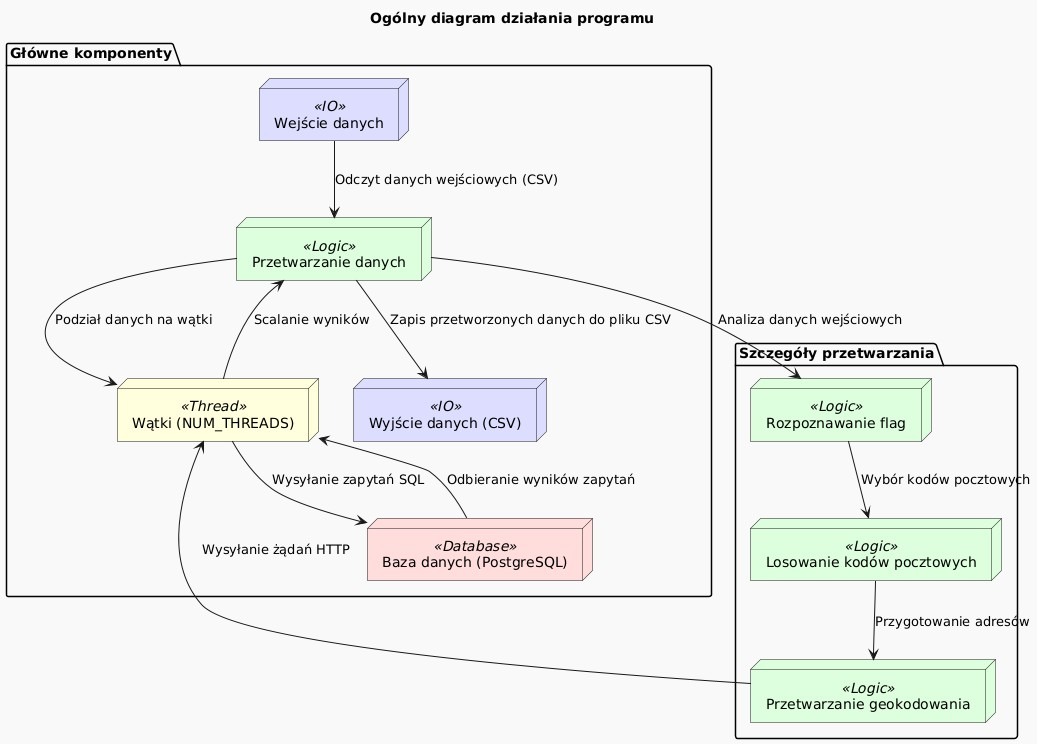 Ogólny diagram działania programu
Główne komponenty
«IO»
Wejście danych
Odczyt danych wejściowych (CSV)
«Logic»
Przetwarzanie danych
Podział danych na wątki
Scalanie wyników
Zapis przetworzonych danych do pliku CSV
Analiza danych wejściowych
Szczegóły przetwarzania
«Thread»
Wątki (NUM_THREADS)
«IO»
Wyjście danych (CSV)
«Logic»
Rozpoznawanie flag
Wysyłanie zapytań SQL
Odbieranie wyników zapytań
Wybór kodów pocztowych
Wysyłanie żądań HTTP
«Database»
Baza danych (PostgreSQL)
«Logic»
Losowanie kodów pocztowych
Przygotowanie adresów
«Logic»
Przetwarzanie geokodowania